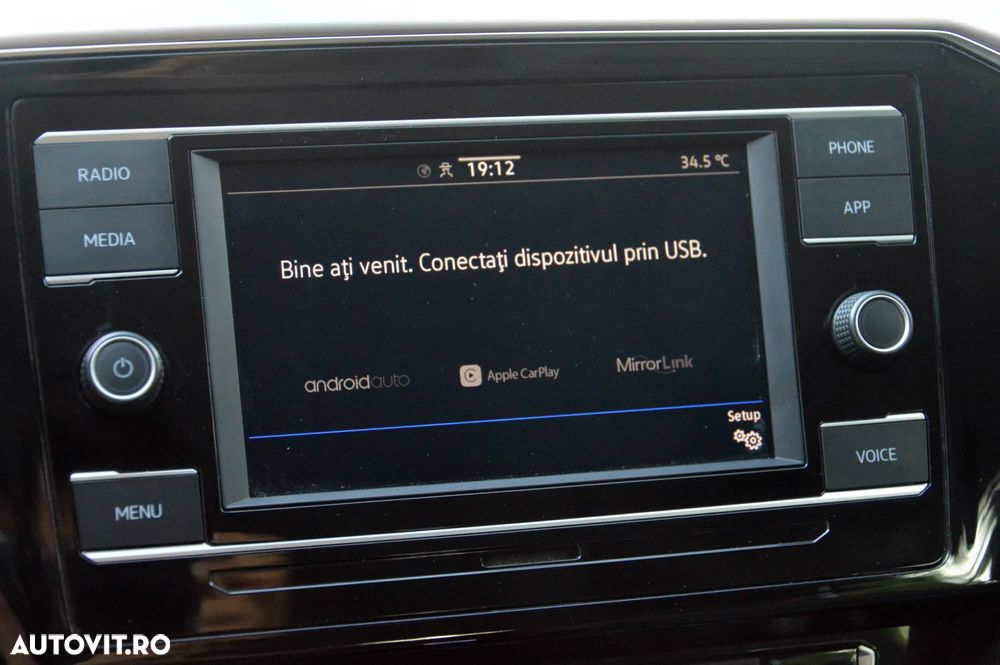 RADIO
MEDIA
MENU
19:12
34.5 °C
Bine aţi venit. Conectaţi dispozitivul prin USB.
androidauto
Apple CarPlay
MirrorLink
Setup
PHONE
APP
VOICE
AUTOVIT.RO